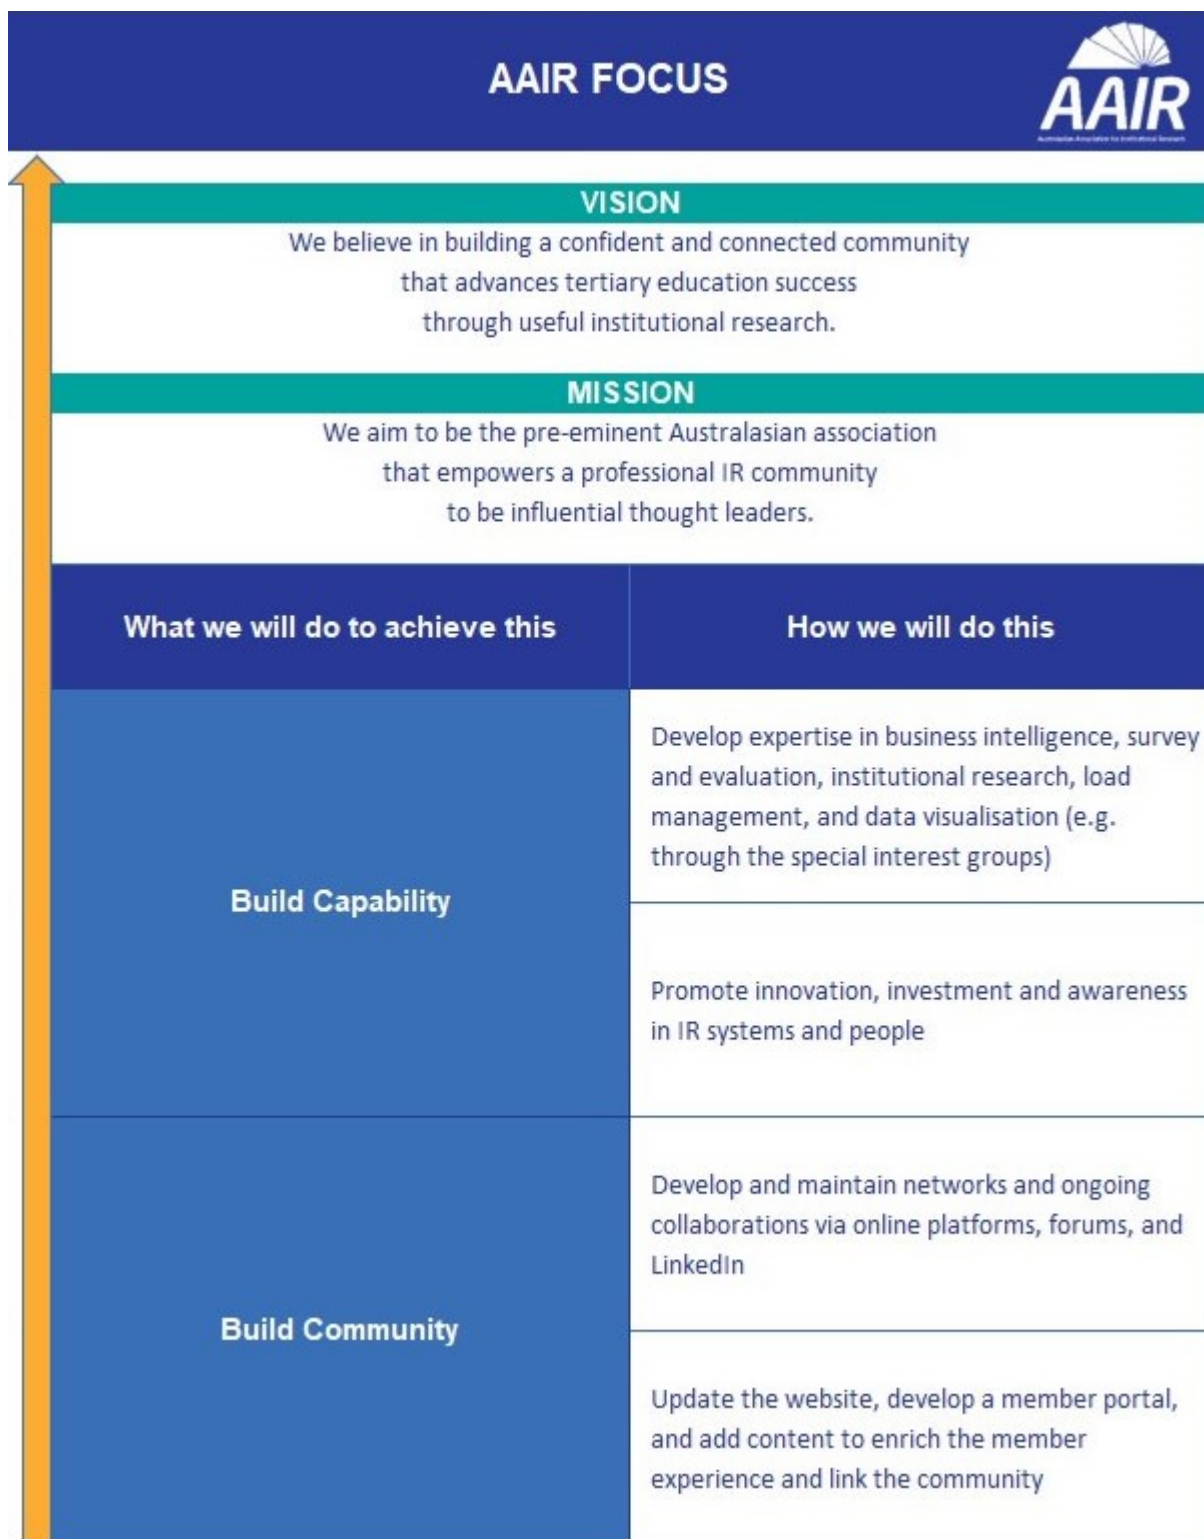 AAIR FOCUS
AAIR
Australasian Association for Institutional Research
VISION
We believe in building a confident and connected community
that advances tertiary education success
through useful institutional research.
MISSION
We aim to be the pre-eminent Australasian association
that empowers a professional IR community
to be influential thought leaders.
What we will do to achieve this
How we will do this
Build Capability
Develop expertise in business intelligence, survey
and evaluation, institutional research, load
management, and data visualisation (e.g.
through the special interest groups)
Promote innovation, investment and awareness
in IR systems and people
Build Community
Develop and maintain networks and ongoing
collaborations via online platforms, forums, and
LinkedIn
Update the website, develop a member portal,
and add content to enrich the member
experience and link the community